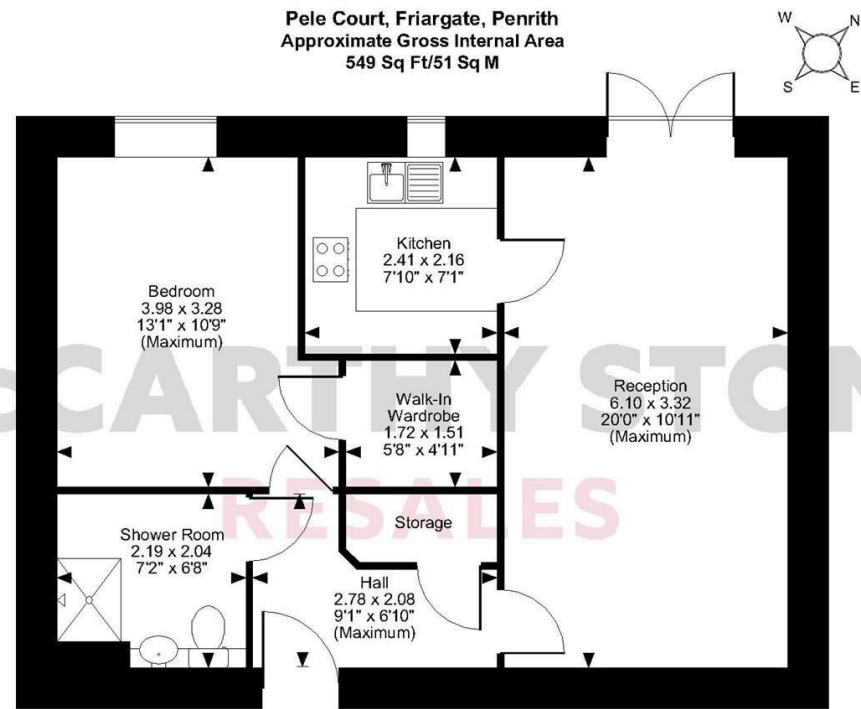 Pele Court, Friargate, Penrith
Approximate Gross Internal Area
549 Sq Ft/51 Sq M
W N
S E
Kitchen
2.41 x 2.16
7'10" x 7'1"
Bedroom
3.98 x 3.28
13'1" x 10'9"
(Maximum)
Walk-In
Wardrobe
1.72 x 1.51
5'8" x 4'11"
Reception
6.10 x 3.32
20'0" x 10'11"
(Maximum)
CARTHY STON
RESALES
Storage
Shower Room
2.19 x 2.04
7'2" x 6'8"
Hall
2.78 x 2.08
9'1" x 6'10"
(Maximum)